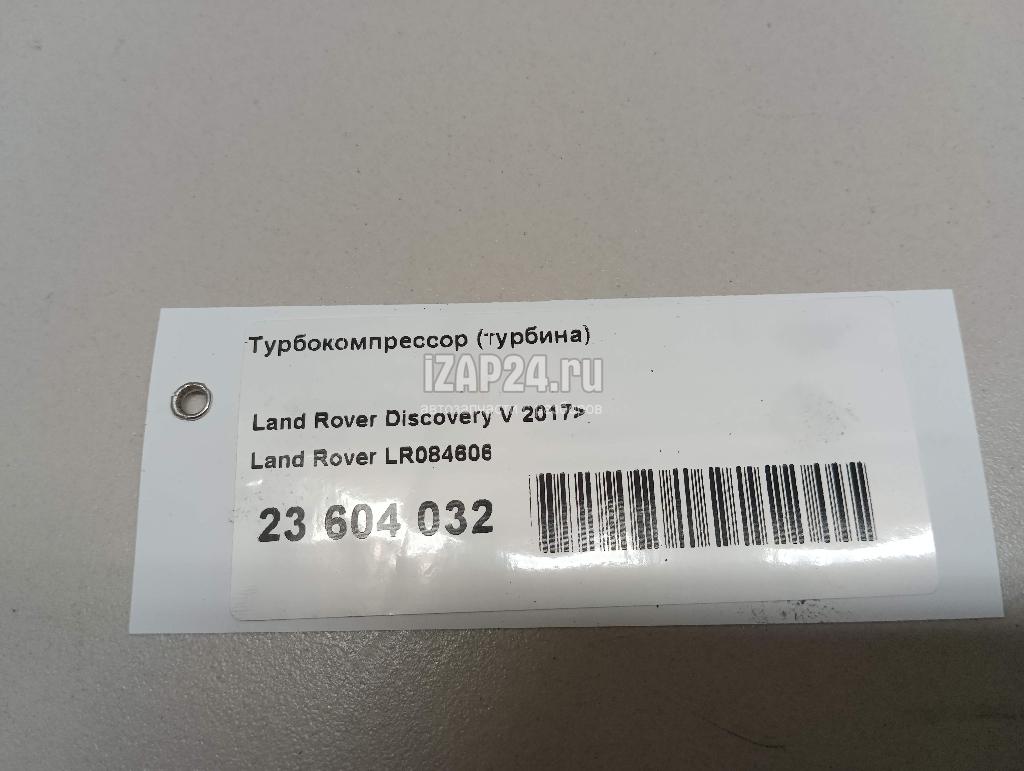 Турбокомпрессор (турбина)
iZAP24.ru
Land Rover Discovery V 2017>
Land Rover LR084606
23 604 032